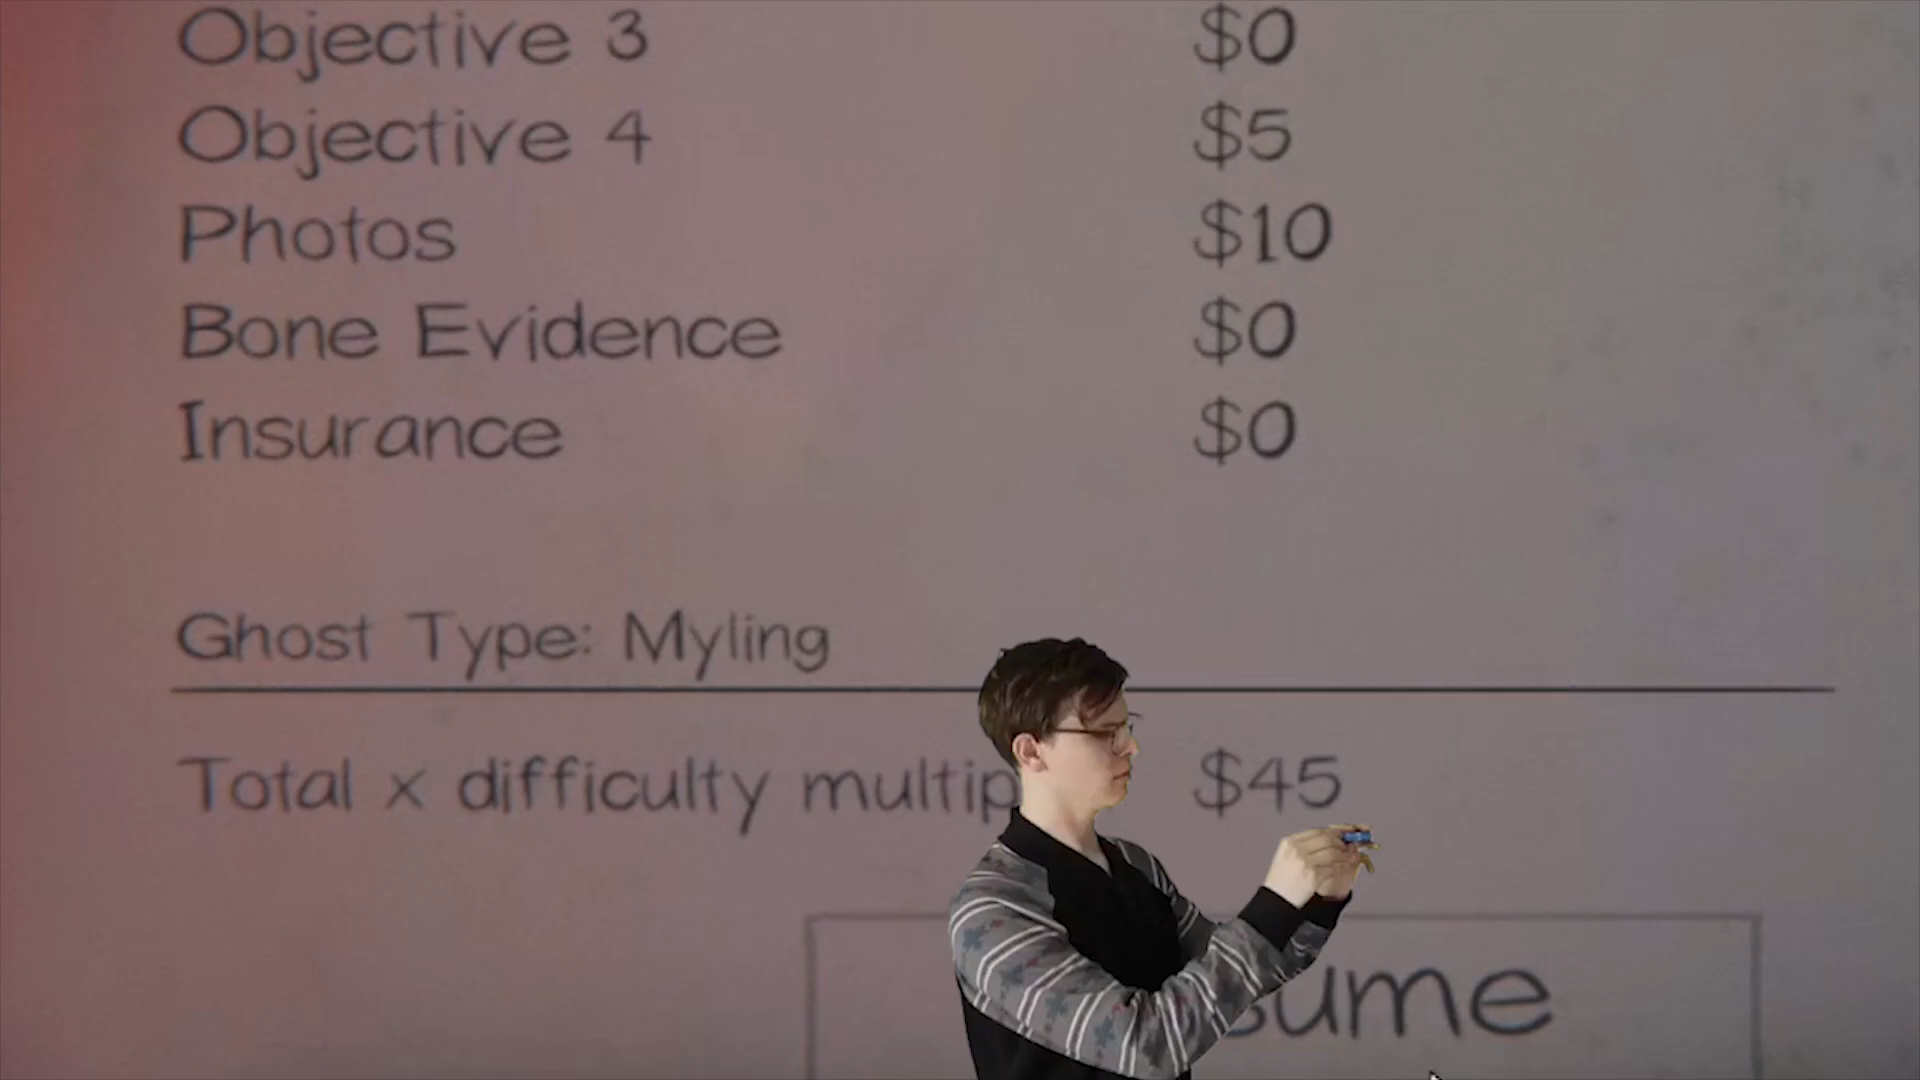 Objective 3 $0
Objective 4 $5
Photos $10
Bone Evidence $0
Insurance $0
Ghost Type: Myling
Total x difficulty multip $45
sume